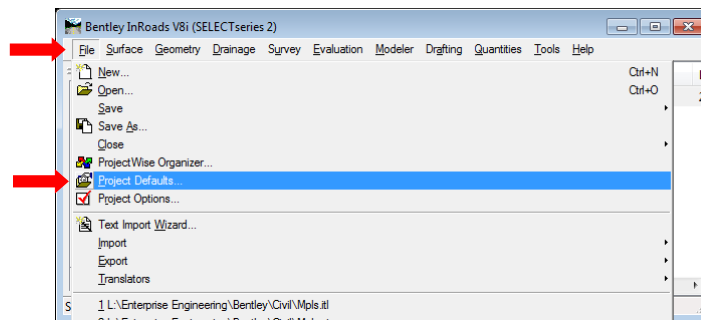 Bentley InRoads V8i (SELECTseries 2)
File Surface Geometry Drainage Survey Evaluation Modeler Drafting Quantities Tools Help
New... Ctrl+N
Open... Ctrl+O
Save
Save As...
Close
ProjectWise Organizer...
Project Defaults...
Project Options...
Text Import Wizard...
Import
Export
Translators
1 L:\Enterprise Engineering\Bentley\Civil\Mpls.itl